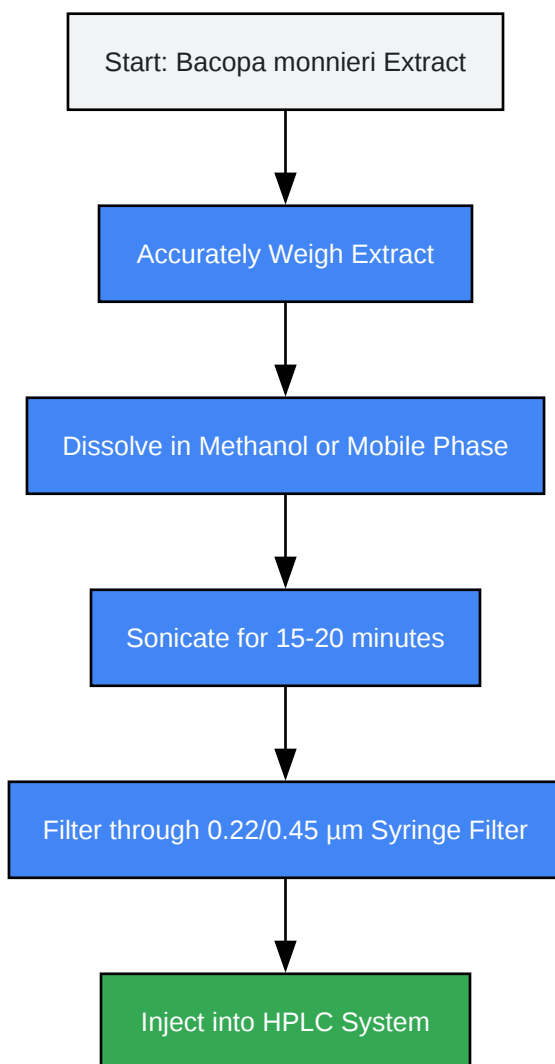 Start: Bacopa monnieri Extract
Accurately Weigh Extract
Dissolve in Methanol or Mobile Phase
Sonicate for 15-20 minutes
Filter through 0.22/0.45 µm Syringe Filter
Inject into HPLC System